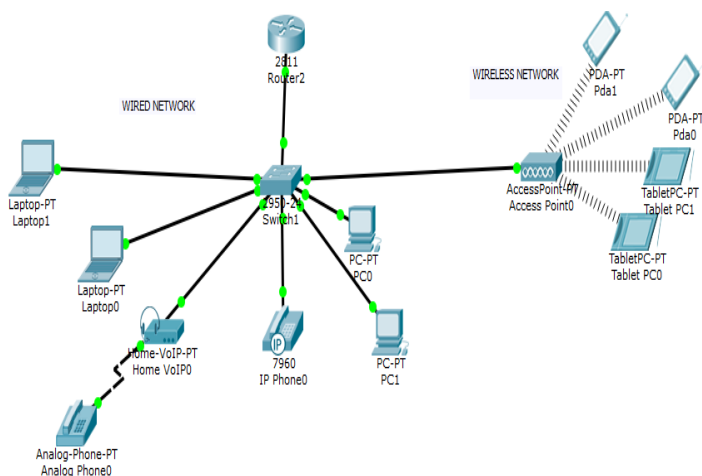 2811
Router2
WIRELESS NETWORK
PDA-PT
Pda1
WIRED NETWORK
PDA-PT
Pda0
Laptop-PT
Laptop1
2950-24
Switch1
AccessPoint-PT
Access Point0
TabletPC-PT
Tablet PC1
PC-PT
PC0
TabletPC-PT
Tablet PC0
Laptop-PT
Laptop0
Home-VoIP-PT
Home VoIP0
IP
7960
IP Phone0
PC-PT
PC1
Analog-Phone-PT
Analog Phone0